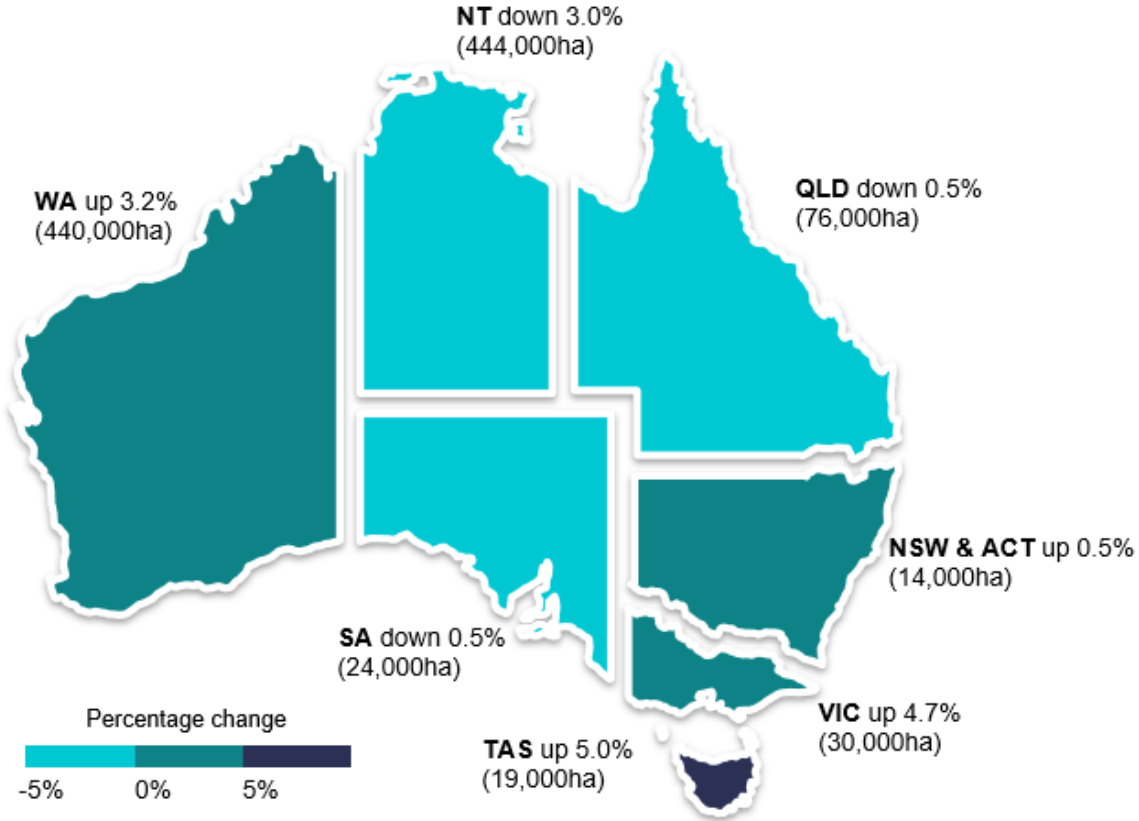 NT down 3.0%
(444,000ha)
WA up 3.2%
(440,000ha)
QLD down 0.5%
(76,000ha)
NSW & ACT up 0.5%
(14,000ha)
SA down 0.5%
(24,000ha)
VIC up 4.7%
(30,000ha)
TAS up 5.0%
(19,000ha)
Percentage change
-5% 0% 5%